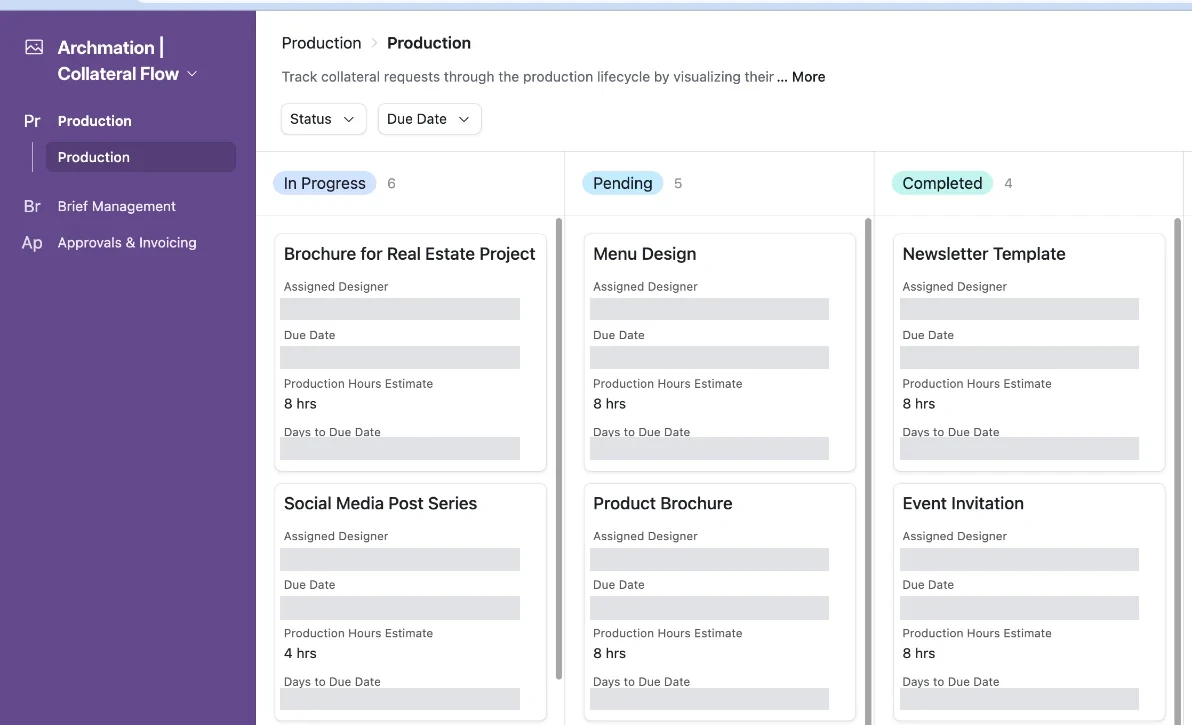 Archmation |
Collateral Flow
Pr Production
Production
Br Brief Management
Ap Approvals & Invoicing
Production > Production
Track collateral requests through the production lifecycle by visualizing their ... More
Status Due Date
In Progress 6
Brochure for Real Estate Project
Assigned Designer
Due Date
Production Hours Estimate
8 hrs
Days to Due Date
Social Media Post Series
Assigned Designer
Due Date
Production Hours Estimate
4 hrs
Days to Due Date
Pending 5
Menu Design
Assigned Designer
Due Date
Production Hours Estimate
8 hrs
Days to Due Date
Product Brochure
Assigned Designer
Due Date
Production Hours Estimate
8 hrs
Days to Due Date
Completed 4
Newsletter Template
Assigned Designer
Due Date
Production Hours Estimate
8 hrs
Days to Due Date
Event Invitation
Assigned Designer
Due Date
Production Hours Estimate
8 hrs
Days to Due Date